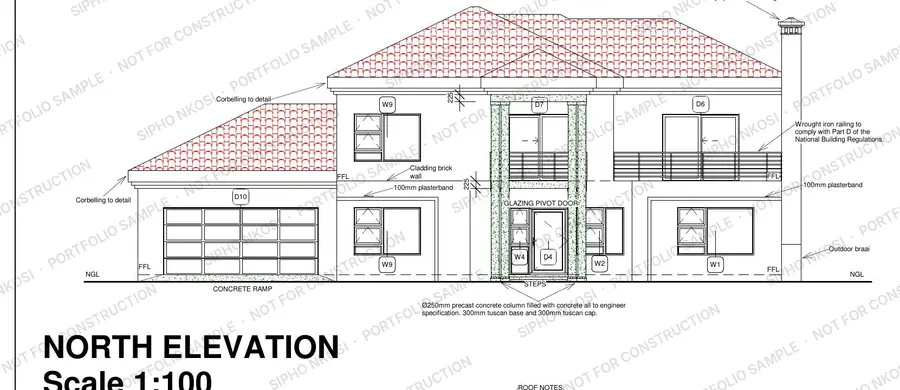 Corbelling to detail
W9
225
D7
D6
Wrought iron railing to
comply with Part D of the
National Building Regulations.
Cladding brick
wall
FFL
FFL
100mm plasterband
225
100mm plasterband
Corbelling to detail
D10
GLAZING PIVOT DOOR
Outdoor braai
W9
W4
D4
W2
W1
NGL
FFL
FFL
NGL
CONCRETE RAMP
STEPS
Ø250mm precast concrete column filled with concrete all to engineer
specification. 300mm tuscan base and 300mm tuscan cap.
NORTH ELEVATION
Scale 1:100
ROOF NOTES:
SIPHO NKOSI · PORTFOLIO SAMPLE · NOT FOR CONSTRUCTION